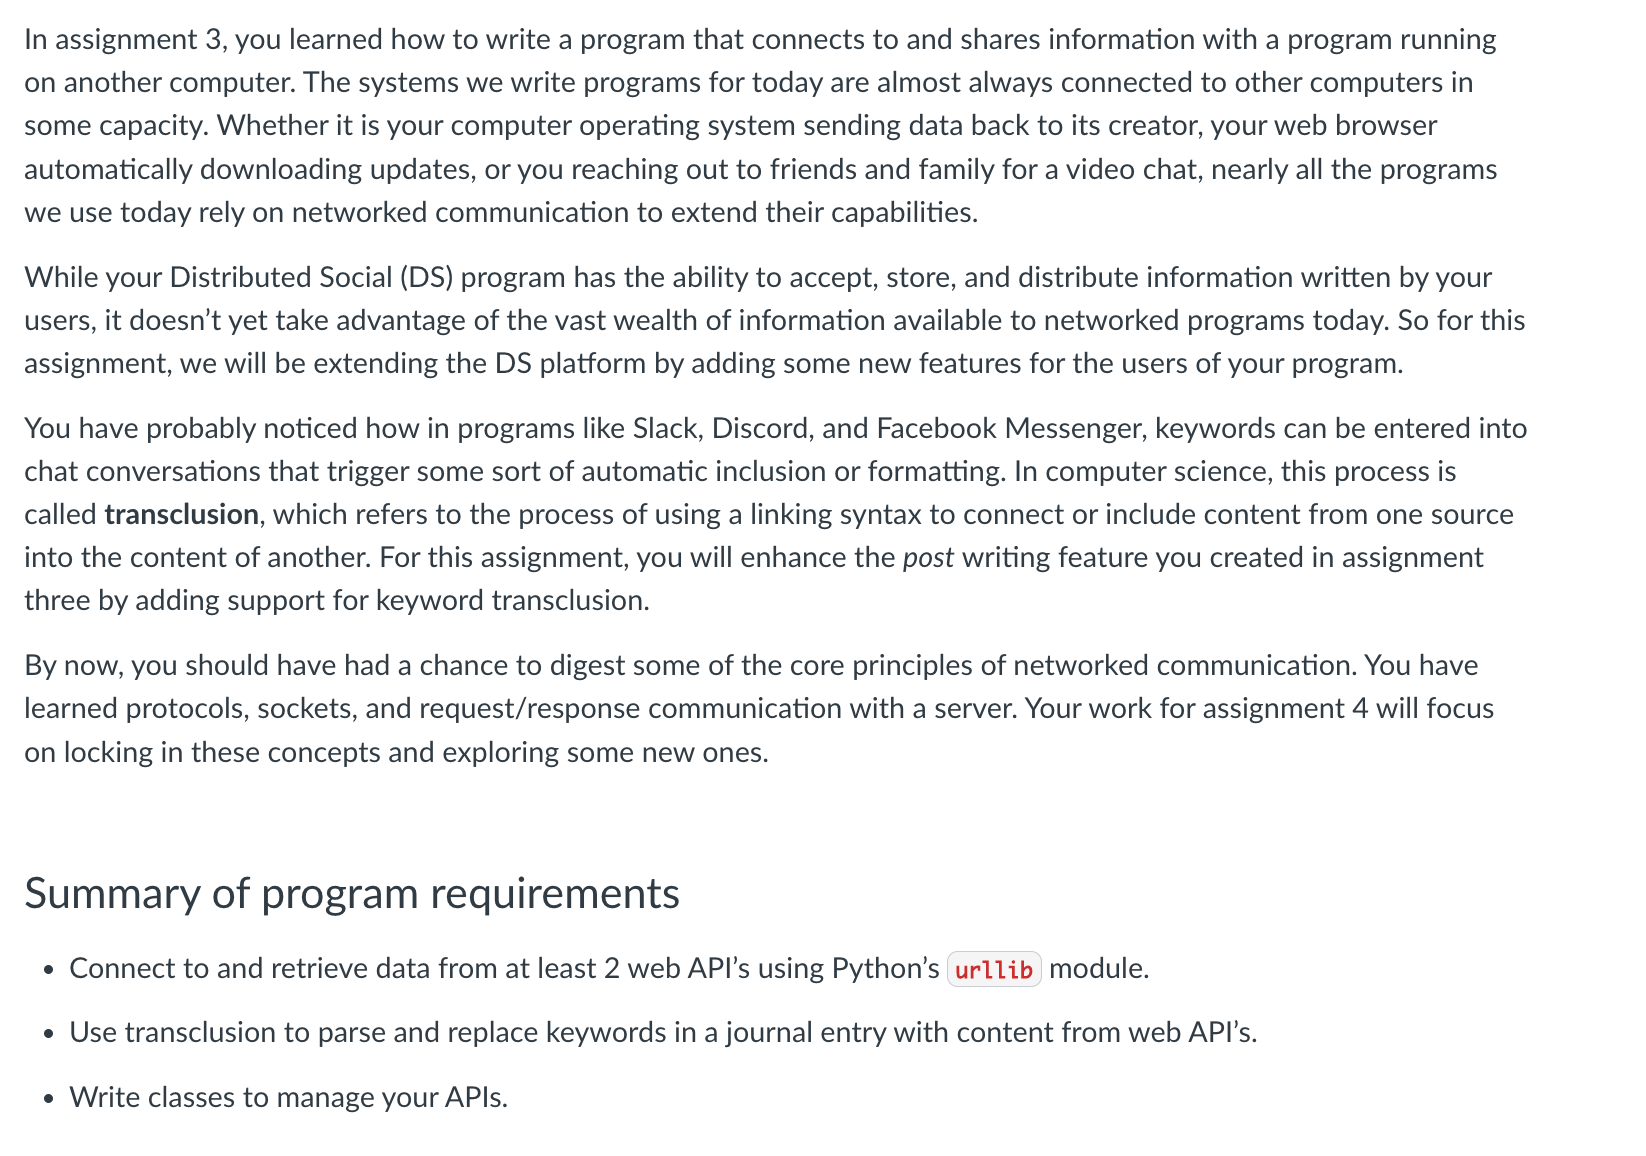 In assignment 3, you learned how to write a program that connects to and shares information with a program running
on another computer. The systems we write programs for today are almost always connected to other computers in
some capacity. Whether it is your computer operating system sending data back to its creator, your web browser
automatically downloading updates, or you reaching out to friends and family for a video chat, nearly all the programs
we use today rely on networked communication to extend their capabilities.
While your Distributed Social (DS) program has the ability to accept, store, and distribute information written by your
users, it doesn’t yet take advantage of the vast wealth of information available to networked programs today. So for this
assignment, we will be extending the DS platform by adding some new features for the users of your program.
You have probably noticed how in programs like Slack, Discord, and Facebook Messenger, keywords can be entered into
chat conversations that trigger some sort of automatic inclusion or formatting. In computer science, this process is
called transclusion, which refers to the process of using a linking syntax to connect or include content from one source
into the content of another. For this assignment, you will enhance the post writing feature you created in assignment
three by adding support for keyword transclusion.
By now, you should have had a chance to digest some of the core principles of networked communication. You have
learned protocols, sockets, and request/response communication with a server. Your work for assignment 4 will focus
on locking in these concepts and exploring some new ones.
Summary of program requirements
• Connect to and retrieve data from at least 2 web API’s using Python’s urllib module.
• Use transclusion to parse and replace keywords in a journal entry with content from web API’s.
• Write classes to manage your APIs.